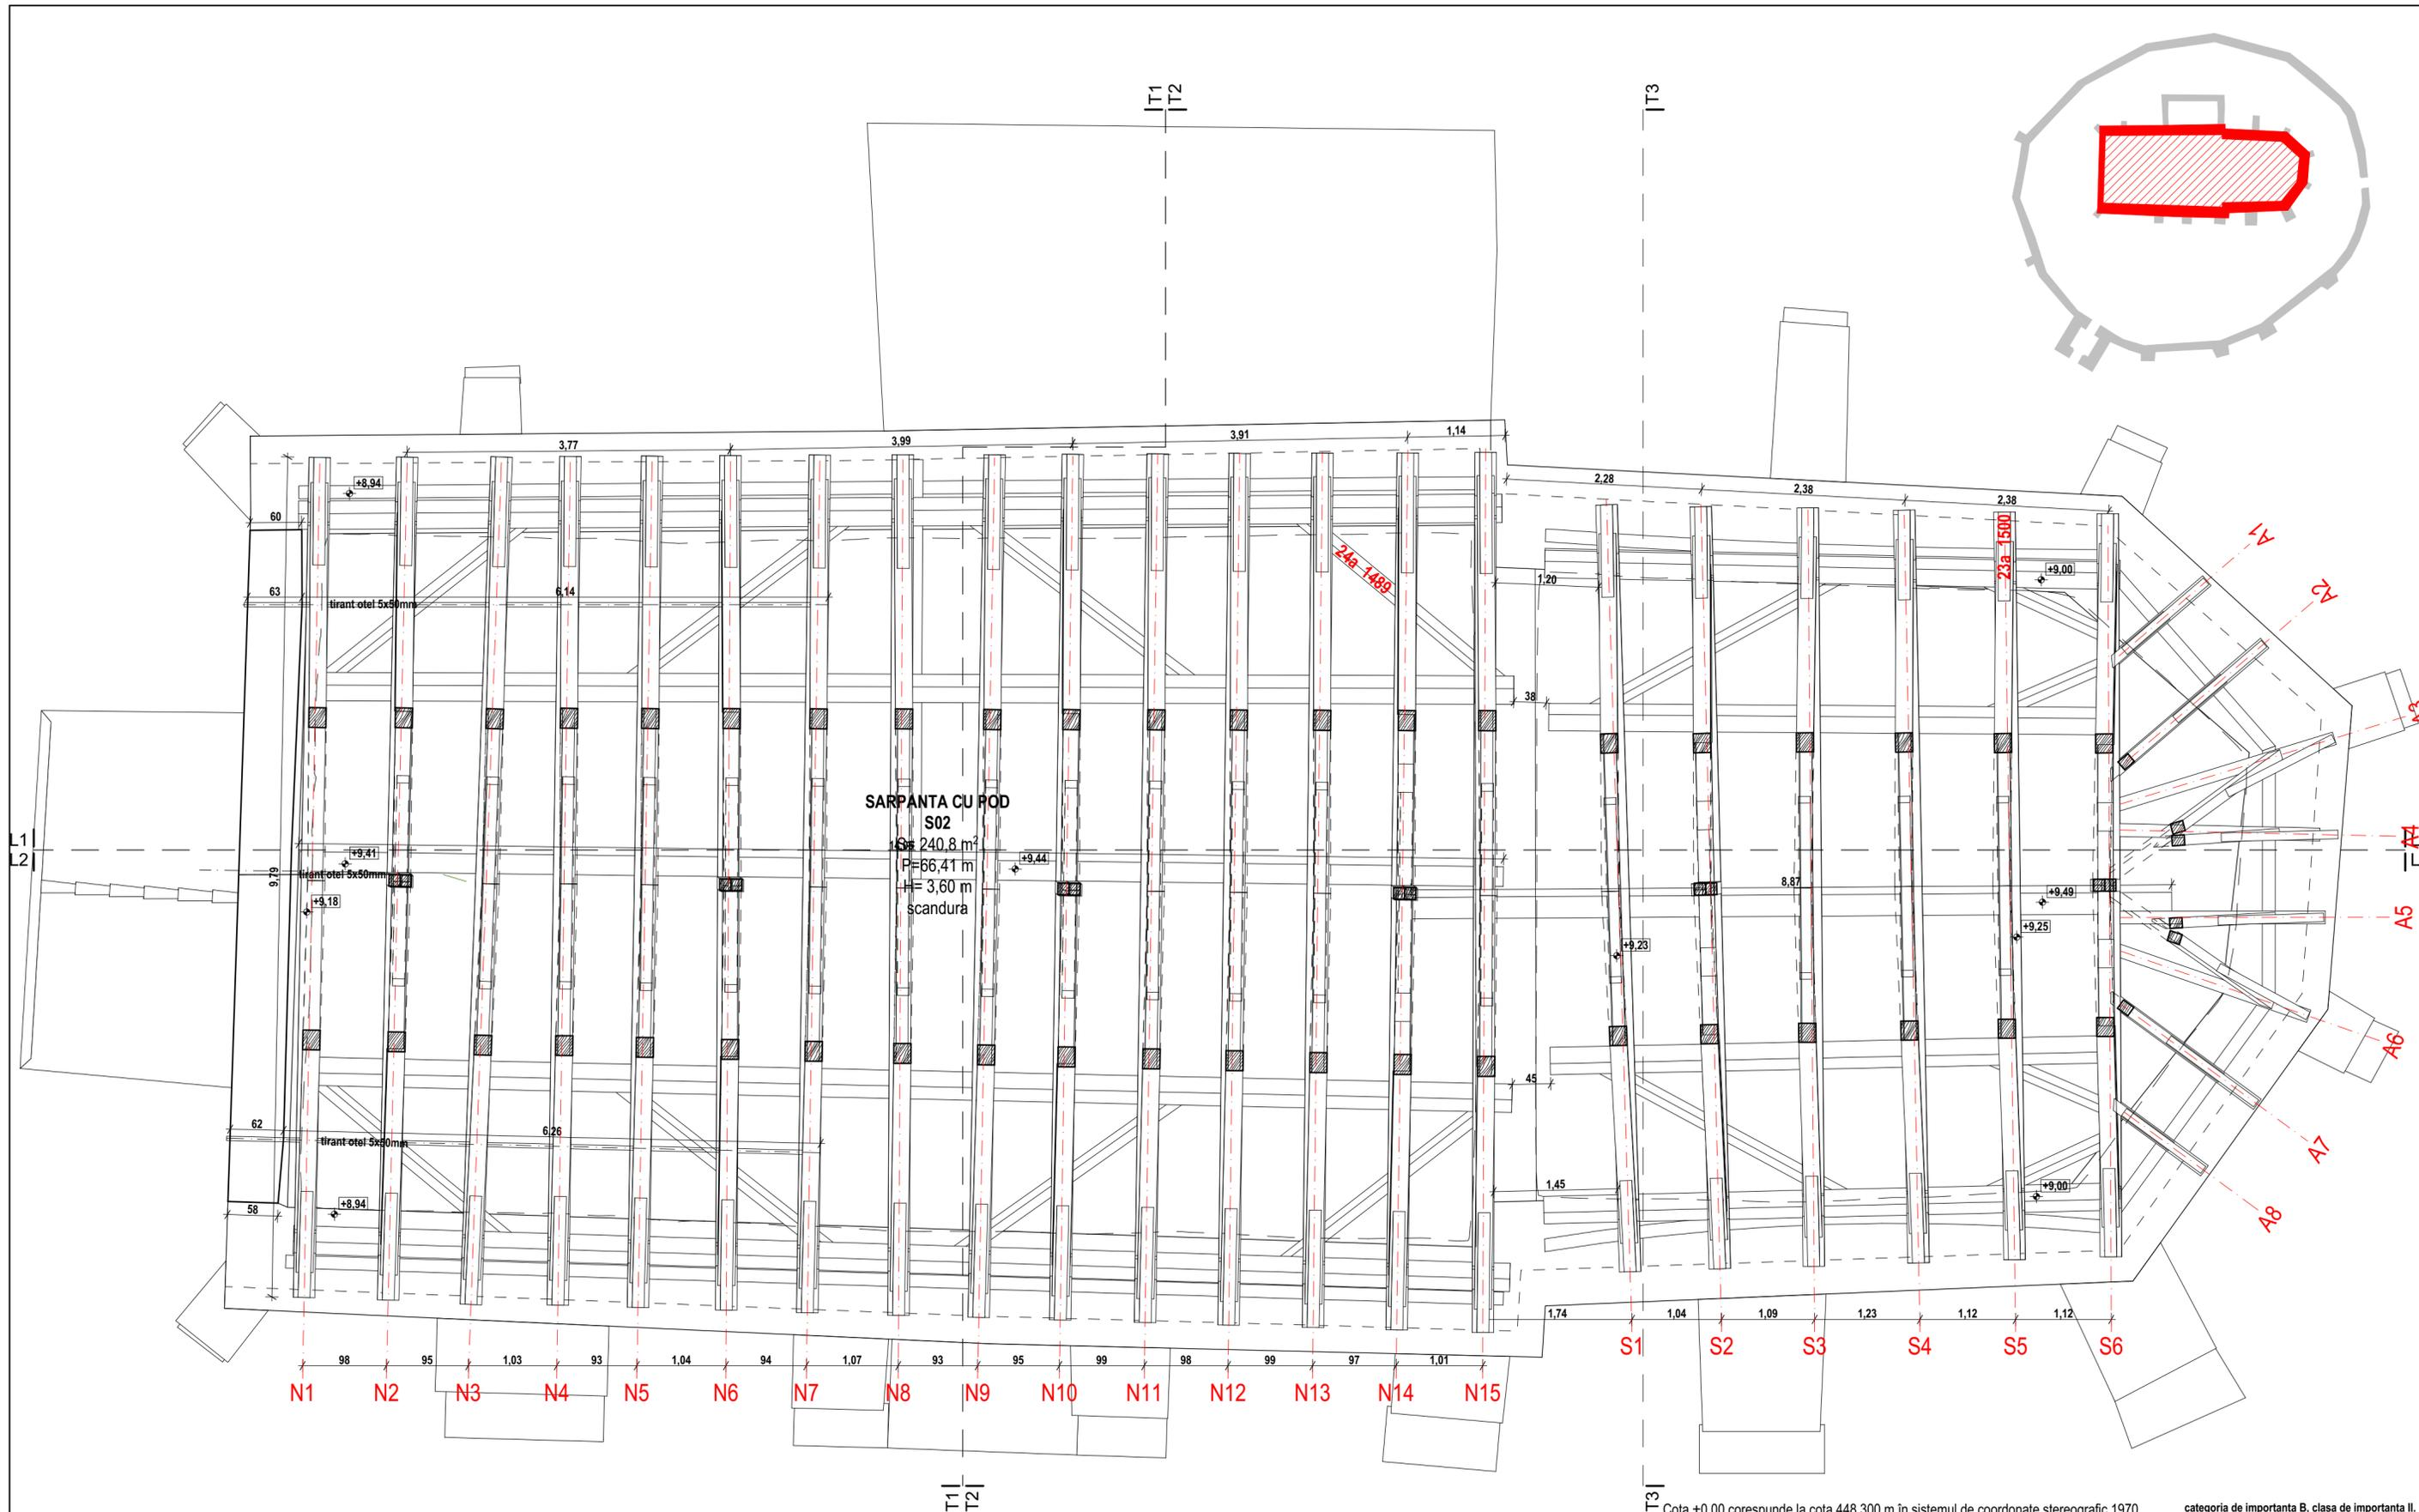 T1
T2
T3
3,77
3,99
3,91
1,14
2,28
2,38
2,38
+8,94
60
24a 1489
23a 1500
+9,00
1,20
A1
A2
63
tirant otel 5x50mm
6,14
38
A3
SARPANTA CU POD
S02
S= 240,8 m²
P=66,41 m
H= 3,60 m
scandura
L1
L2
A4
+9,41
+9,44
tirant otel 5x50mm
9,79
8,87
+9,49
+9,18
A5
+9,25
+9,23
A6
45
62
tirant otel 5x50mm
6,26
A7
1,45
+9,00
58
+8,94
A8
1,74
1,04
1,09
1,23
1,12
1,12
S1
S2
S3
S4
S5
S6
98
95
1,03
93
1,04
94
1,07
93
95
99
98
99
97
1,01
N1
N2
N3
N4
N5
N6
N7
N8
N9
N10
N11
N12
N13
N14
N15
T1
T2
T3
Cota ±0,00 corespunde la cota 448,300 m în sistemul de coordonate stereografic 1970
categoria de importanta B, clasa de importanta II,